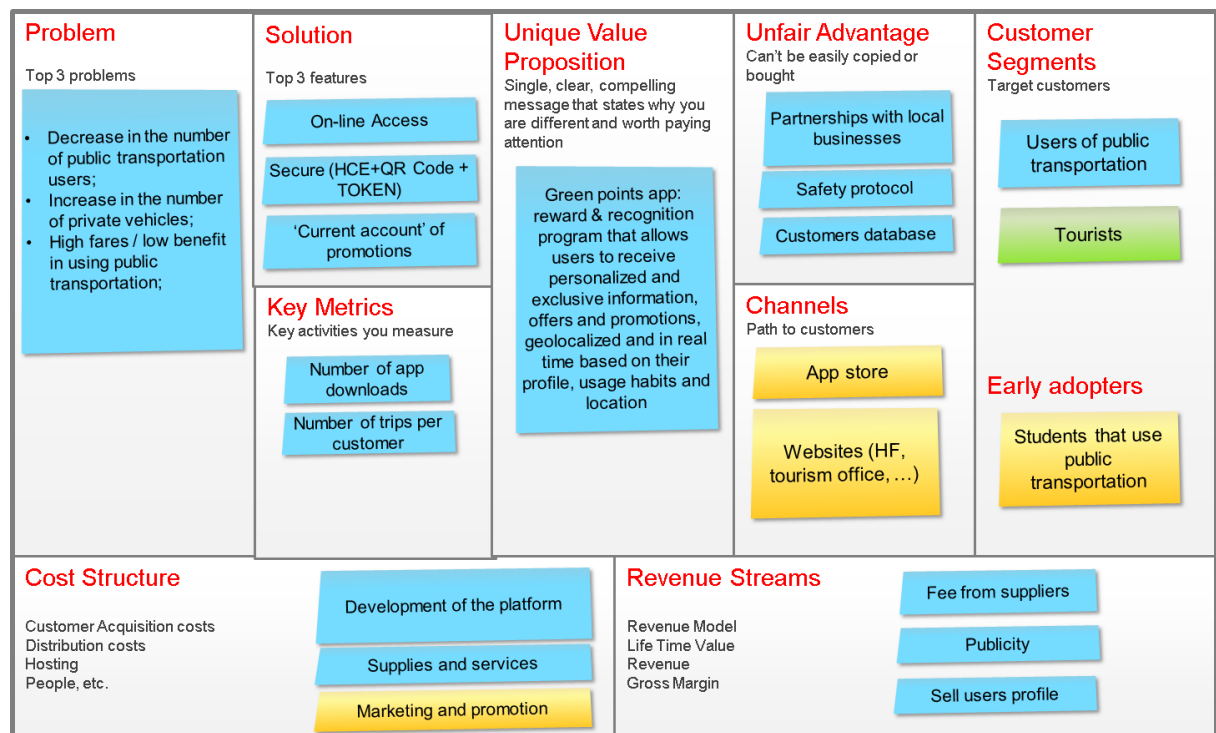 Problem
Top 3 problems
• Decrease in the number
of public transportation
users;
• Increase in the number
of private vehicles;
• High fares / low benefit
in using public
transportation;
Solution
Top 3 features
On-line Access
Secure (HCE+QR Code +
TOKEN)
‘Current account’ of
promotions
Key Metrics
Key activities you measure
Number of app
downloads
Number of trips per
customer
Unique Value
Proposition
Single, clear, compelling
message that states why you
are different and worth paying
attention
Green points app:
reward & recognition
program that allows
users to receive
personalized and
exclusive information,
offers and promotions,
geolocalized and in real
time based on their
profile, usage habits and
location
Unfair Advantage
Can’t be easily copied or
bought
Partnerships with local
businesses
Safety protocol
Customers database
Channels
Path to customers
App store
Websites (HF,
tourism office, …)
Customer
Segments
Target customers
Users of public
transportation
Tourists
Early adopters
Students that use
public
transportation
Cost Structure
Customer Acquisition costs
Distribution costs
Hosting
People, etc.
Development of the platform
Supplies and services
Marketing and promotion
Revenue Streams
Revenue Model
Life Time Value
Revenue
Gross Margin
Fee from suppliers
Publicity
Sell users profile